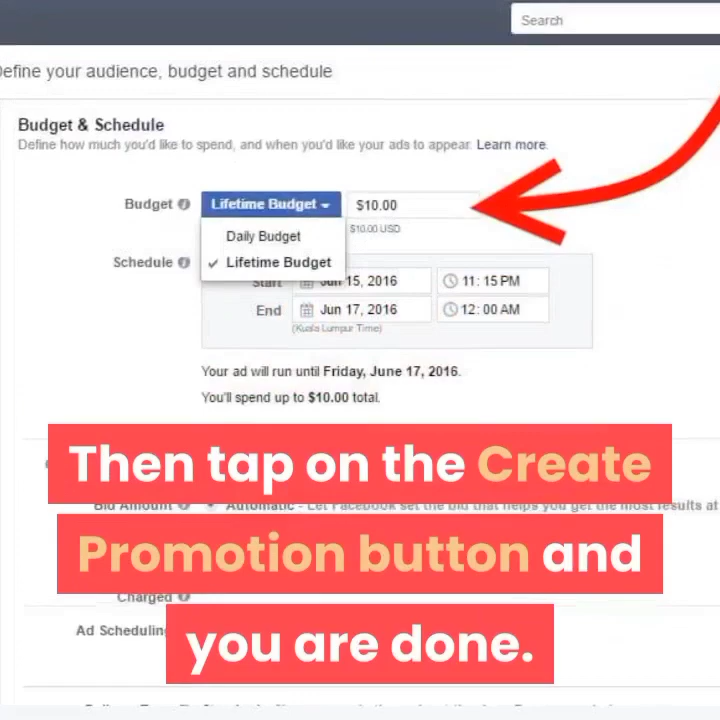 Search
Define your audience, budget and schedule
Budget & Schedule
Define how much you'd like to spend, and when you'd like your ads to appear. Learn more.
Budget Lifetime Budget $10.00
Daily Budget $10.00 USD
Schedule Lifetime Budget
Start Jun 15, 2016 11: 15 PM
End Jun 17, 2016 12: 00 AM
(Kuala Lumpur Time)
Your ad will run until Friday, June 17, 2016.
You'll spend up to $10.00 total.
Then tap on the Create
Bid Amount Automatic - Let Facebook set the bid that helps you get the most results at
Promotion button and
Charged
Ad Scheduling
you are done.